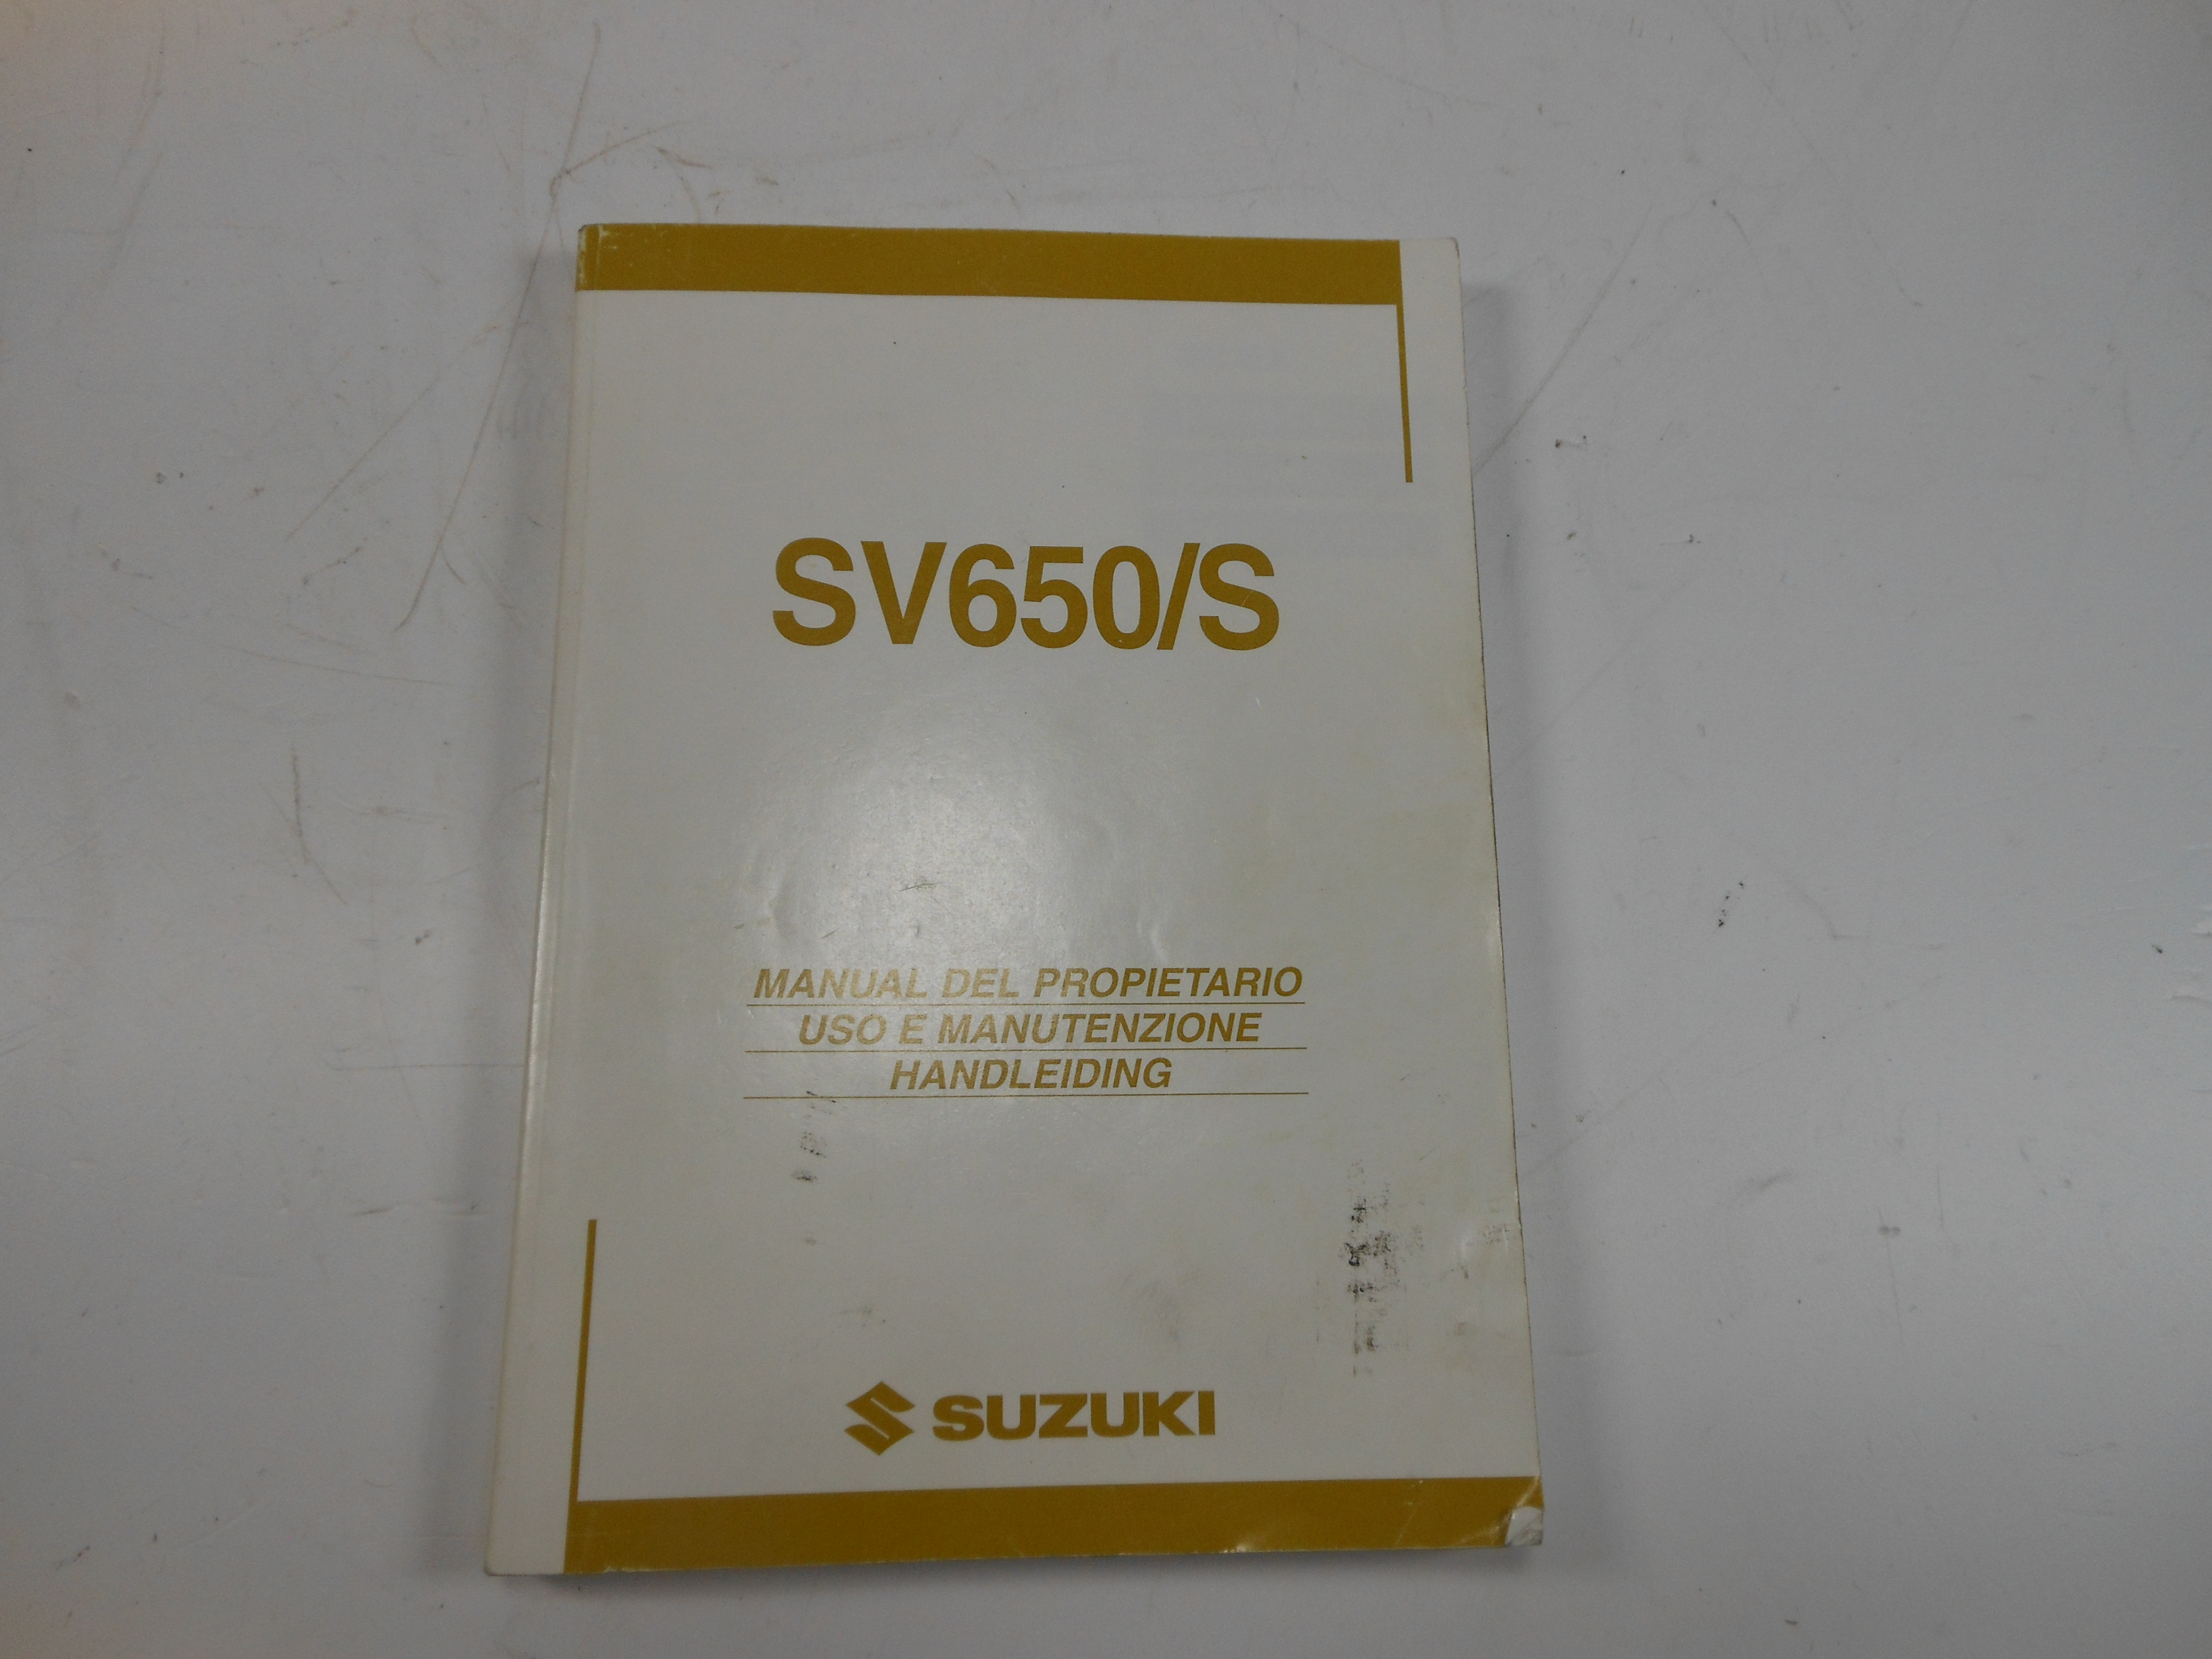 SV650/S
MANUAL DEL PROPIETARIO
USO E MANUTENZIONE
HANDLEIDING
SUZUKI